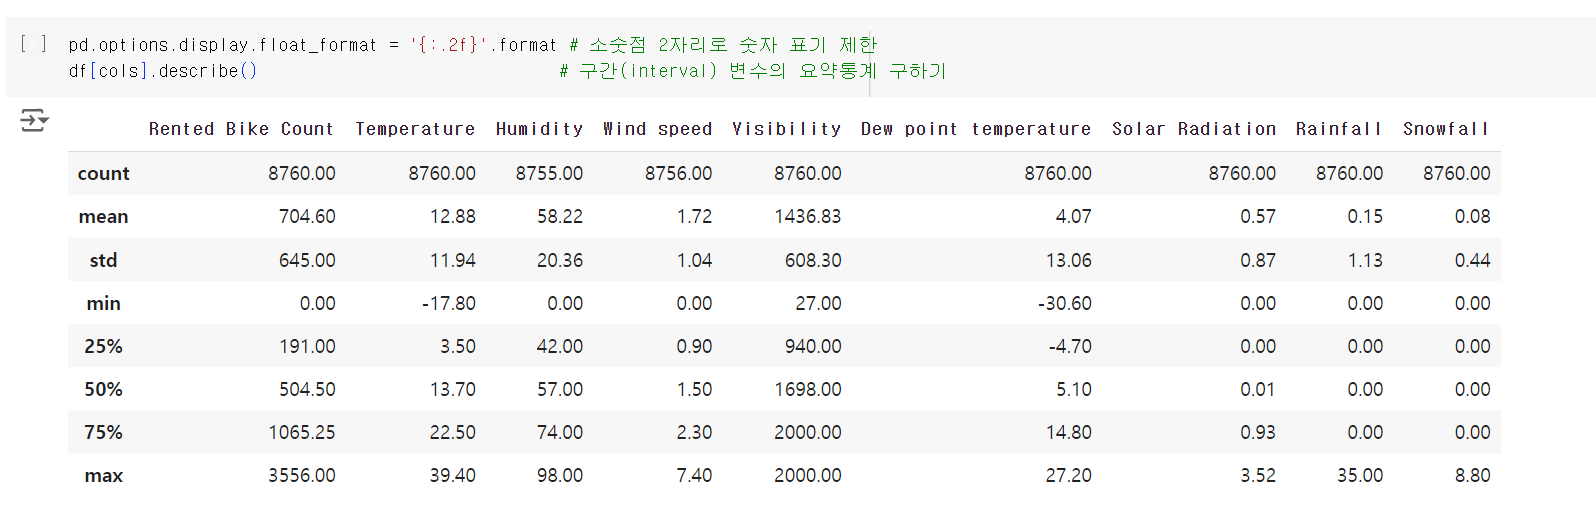 [ ] pd.options.display.float_format = '{:.2f}'.format # 소숫점 2자리로 숫자 표기 제한
df[cols].describe() # 구간(interval) 변수의 요약통계 구하기
Rented Bike Count Temperature Humidity Wind speed Visibility Dew point temperature Solar Radiation Rainfall Snowfall
count 8760.00 8760.00 8755.00 8756.00 8760.00 8760.00 8760.00 8760.00 8760.00
mean 704.60 12.88 58.22 1.72 1436.83 4.07 0.57 0.15 0.08
std 645.00 11.94 20.36 1.04 608.30 13.06 0.87 1.13 0.44
min 0.00 -17.80 0.00 0.00 27.00 -30.60 0.00 0.00 0.00
25% 191.00 3.50 42.00 0.90 940.00 -4.70 0.00 0.00 0.00
50% 504.50 13.70 57.00 1.50 1698.00 5.10 0.01 0.00 0.00
75% 1065.25 22.50 74.00 2.30 2000.00 14.80 0.93 0.00 0.00
max 3556.00 39.40 98.00 7.40 2000.00 27.20 3.52 35.00 8.80